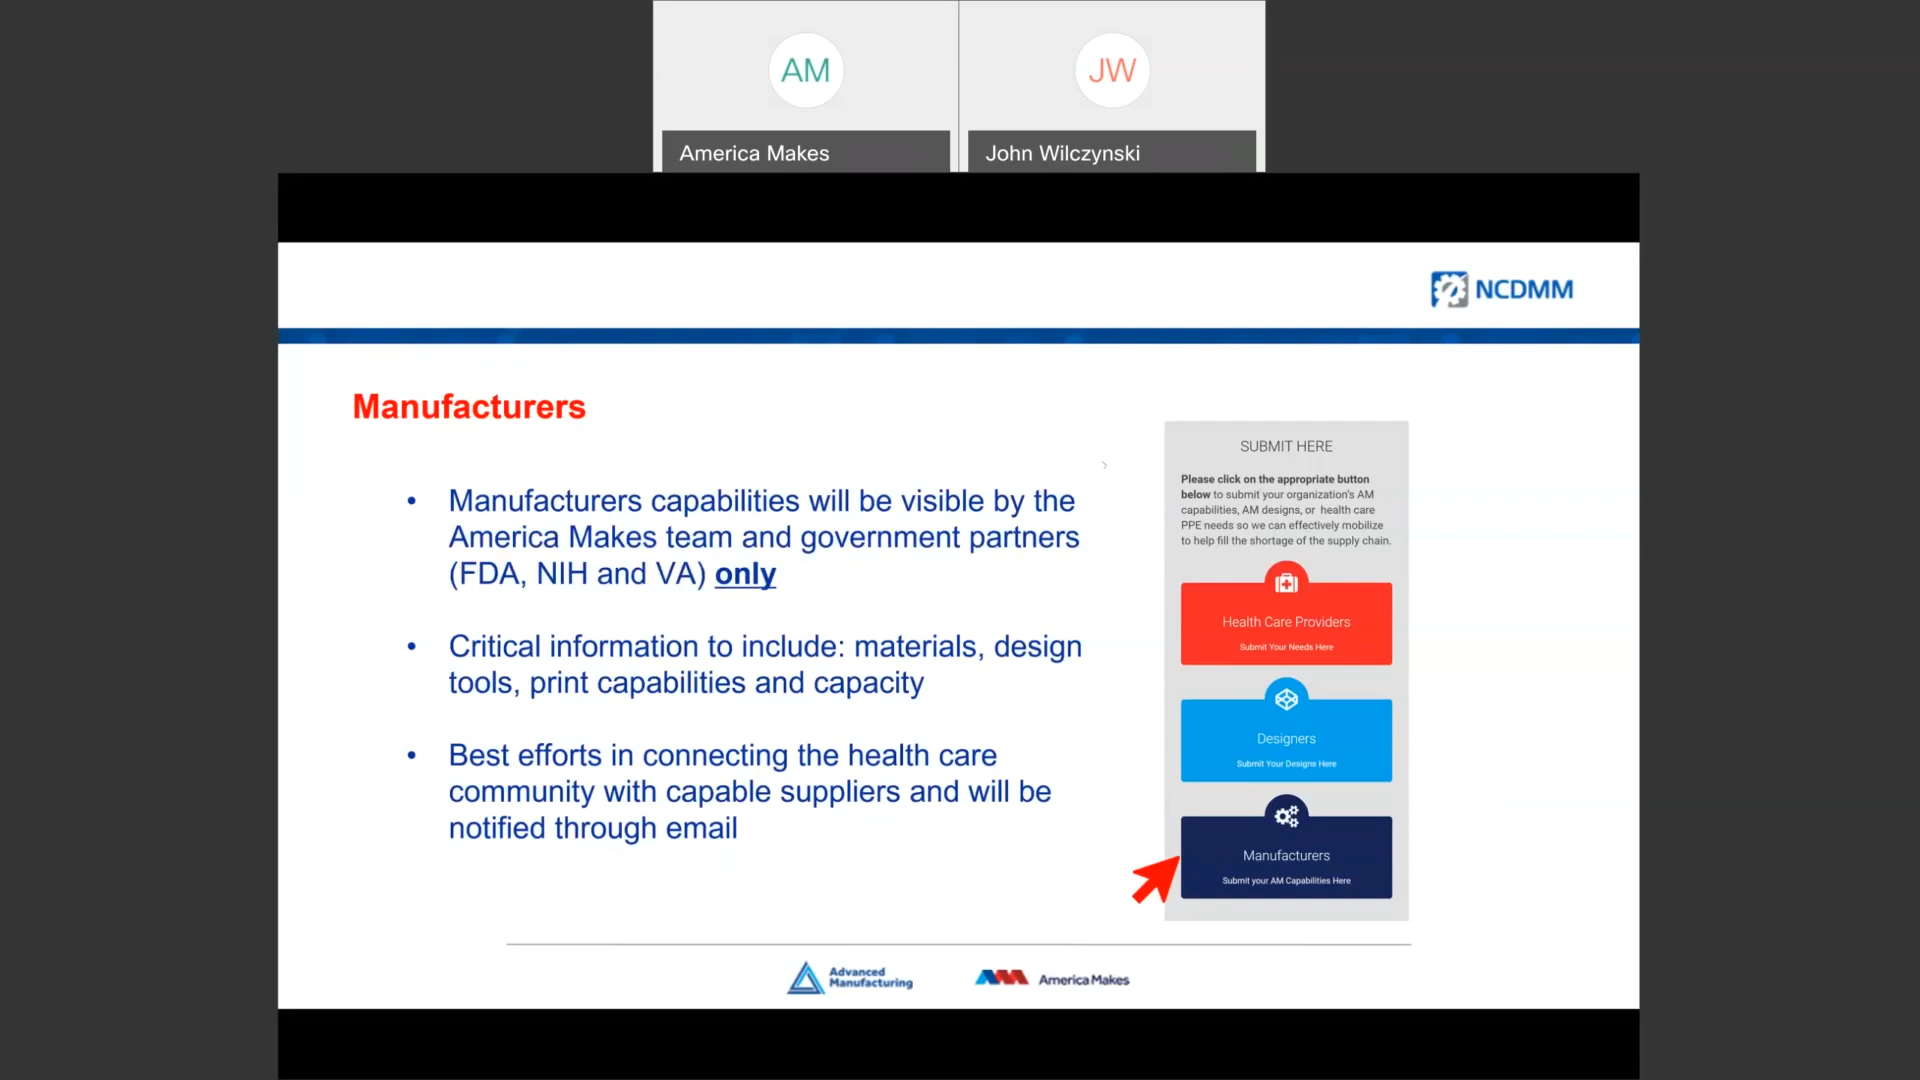 AM
JW
America Makes
John Wilczynski
NCDMM
Manufacturers
• Manufacturers capabilities will be visible by the
America Makes team and government partners
(FDA, NIH and VA) only
• Critical information to include: materials, design
tools, print capabilities and capacity
• Best efforts in connecting the health care
community with capable suppliers and will be
notified through email
SUBMIT HERE
Please click on the appropriate button
below to submit your organization's AM
capabilities, AM designs, or health care
PPE needs so we can effectively mobilize
to help fill the shortage of the supply chain.
Health Care Providers
Submit Your Needs Here
Designers
Submit Your Designs Here
Manufacturers
Submit your AM Capabilities Here
Advanced
Manufacturing
America Makes